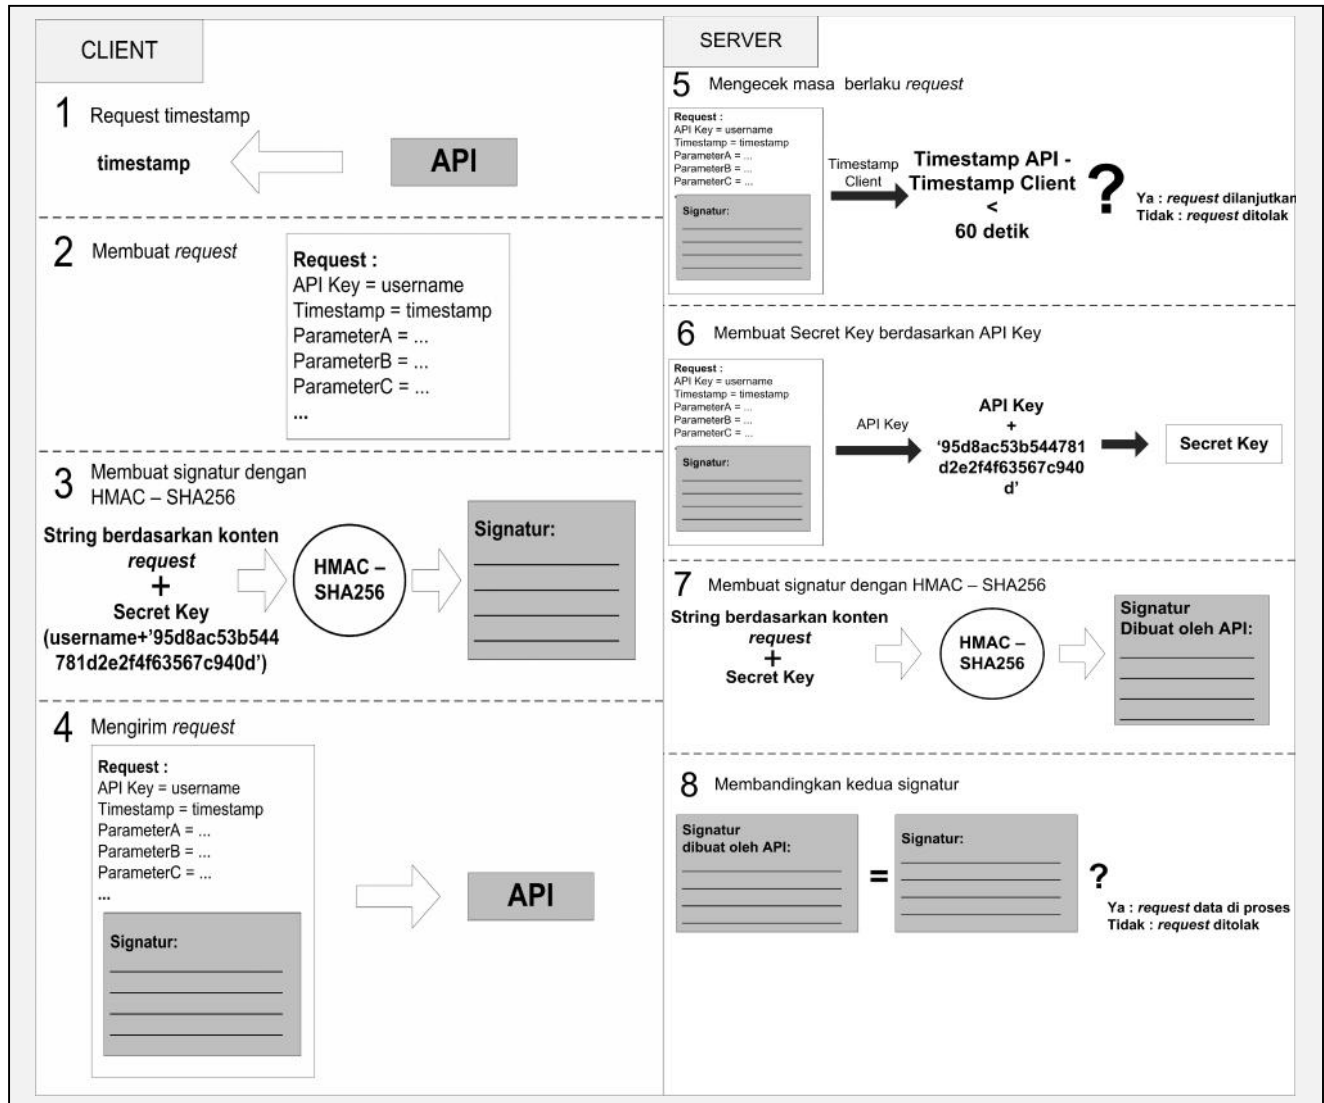 CLIENT
1 Request timestamp
timestamp
API
2 Membuat request
Request :
API Key = username
Timestamp = timestamp
ParameterA = ...
ParameterB = ...
ParameterC = ...
...
3 Membuat signatur dengan
HMAC – SHA256
String berdasarkan konten
request
+
Secret Key
(username+'95d8ac53b544
781d2e2f4f63567c940d')
HMAC –
SHA256
Signatur:
4 Mengirim request
Request :
API Key = username
Timestamp = timestamp
ParameterA = ...
ParameterB = ...
ParameterC = ...
...
Signatur:
API
SERVER
5 Mengecek masa berlaku request
Request :
API Key = username
Timestamp = timestamp
ParameterA = ...
ParameterB = ...
ParameterC = ...
Signatur:
Timestamp
Client
Timestamp API -
Timestamp Client
<
60 detik
?
Ya : request dilanjutkan
Tidak : request ditolak
6 Membuat Secret Key berdasarkan API Key
Request :
API Key = username
Timestamp = timestamp
ParameterA = ...
ParameterB = ...
ParameterC = ...
Signatur:
API Key
API Key
+
'95d8ac53b544781
d2e2f4f63567c940
d'
Secret Key
7 Membuat signatur dengan HMAC – SHA256
String berdasarkan konten
request
+
Secret Key
HMAC –
SHA256
Signatur
Dibuat oleh API:
8 Membandingkan kedua signatur
Signatur
dibuat oleh API:
=
Signatur:
?
Ya : request data di proses
Tidak : request ditolak